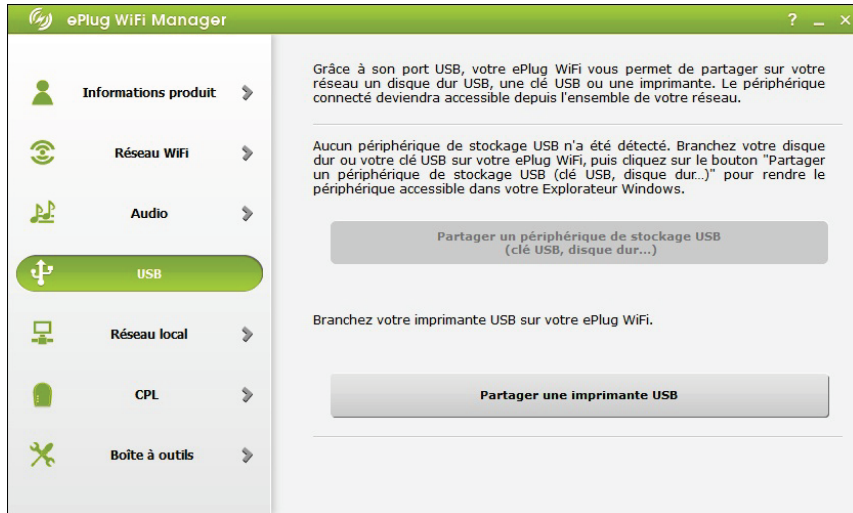 ePlug WiFi Manager
? _ ×
Informations produit
Réseau WiFi
Audio
USB
Réseau local
CPL
Boîte à outils
Grâce à son port USB, votre ePlug WiFi vous permet de partager sur votre
réseau un disque dur USB, une clé USB ou une imprimante. Le périphérique
connecté deviendra accessible depuis l'ensemble de votre réseau.
Aucun périphérique de stockage USB n'a été détecté. Branchez votre disque
dur ou votre clé USB sur votre ePlug WiFi, puis cliquez sur le bouton "Partager
un périphérique de stockage USB (clé USB, disque dur...)" pour rendre le
périphérique accessible dans votre Explorateur Windows.
Partager un périphérique de stockage USB
(clé USB, disque dur...)
Branchez votre imprimante USB sur votre ePlug WiFi.
Partager une imprimante USB